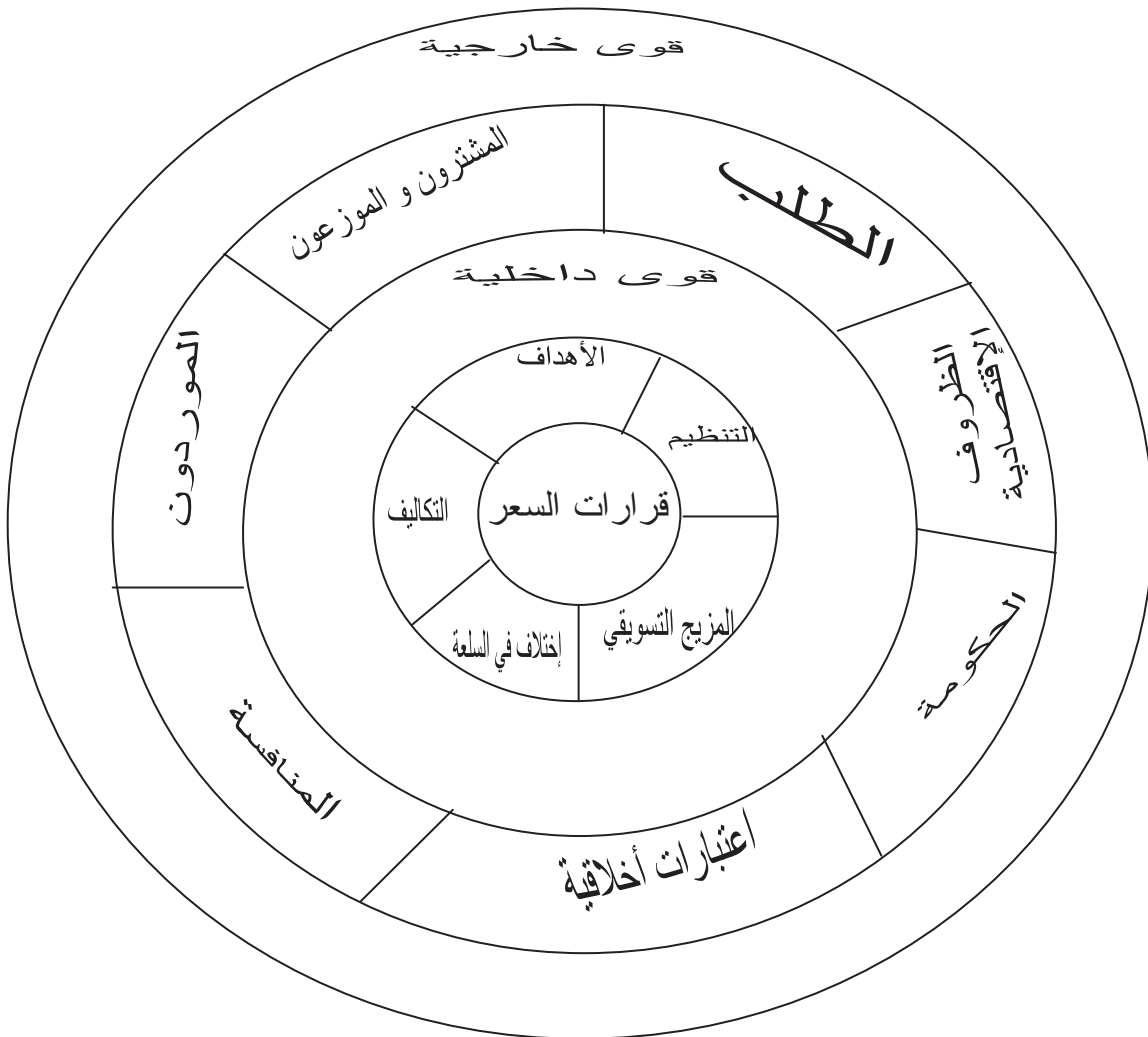 قوى خارجية
المشترون و الموزعون
الطلب
الظروف
الإقتصادية
الحكومة
اعتبارات أخلاقية
المنافسة
الموردون
قوى داخلية
الأهداف
التنظيم
المزيج التسويقي
إختلاف في السلعة
التكاليف
قرارات السعر